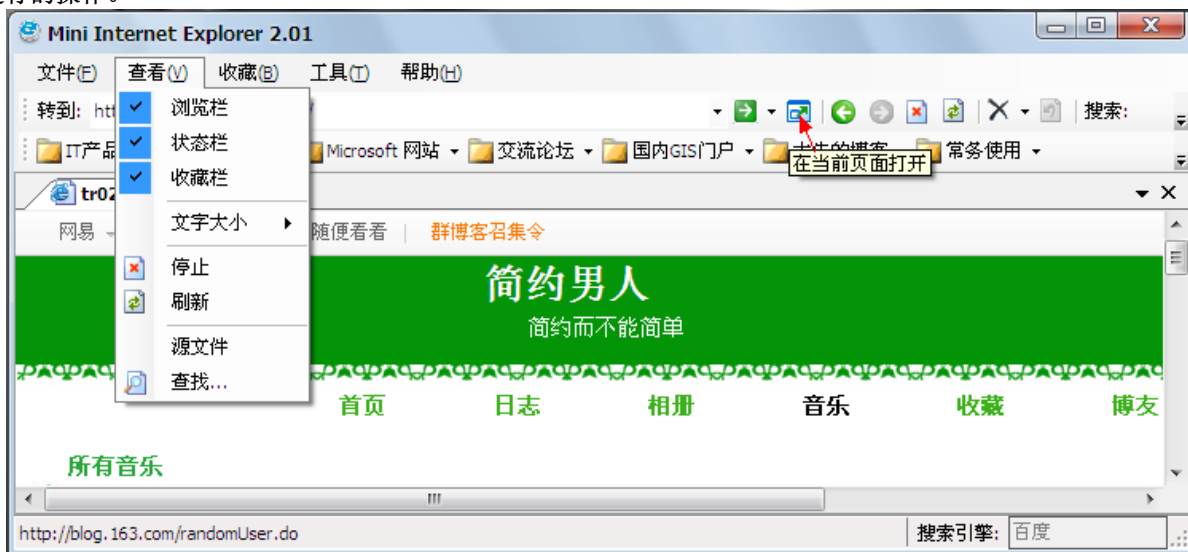 Mini Internet Explorer 2.01
文件(F) 查看(V) 收藏(B) 工具(T) 帮助(H)
转到: htt / 搜索:
IT产品 Microsoft 网站 交流论坛 国内GIS门户 常务使用
在当前页面打开
浏览栏
状态栏
收藏栏
文字大小
停止
刷新
源文件
查找...
tr02
网易 随便看看 | 群博客召集令
简约男人
简约而不能简单
首页 日志 相册 音乐 收藏 博友
所有音乐
http://blog.163.com/randomUser.do 搜索引擎: 百度